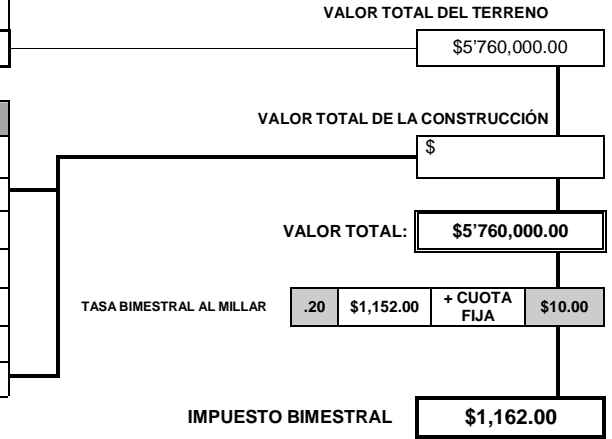 VALOR TOTAL DEL TERRENO
$5'760,000.00
VALOR TOTAL DE LA CONSTRUCCIÓN
$
VALOR TOTAL: $5'760,000.00
TASA BIMESTRAL AL MILLAR .20 $1,152.00 + CUOTA FIJA $10.00
IMPUESTO BIMESTRAL $1,162.00